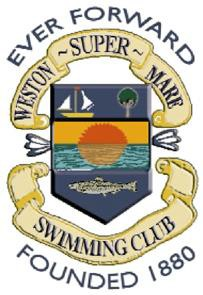 EVER FORWARD
WESTON ~ SUPER ~ MARE
SWIMMING CLUB
FOUNDED 1880